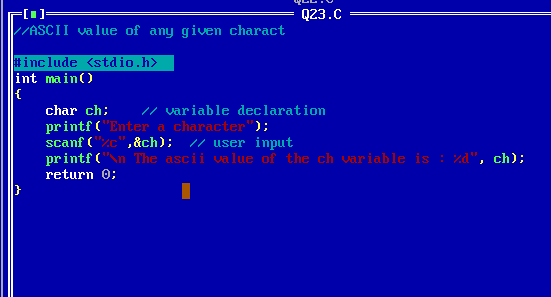 Q22.C
[■] Q23.C
//ASCII value of any given charact
#include <stdio.h>
int main()
{
char ch; // variable declaration
printf("Enter a character");
scanf("%c",&ch); // user input
printf("\n The ascii value of the ch variable is : %d", ch);
return 0;
}